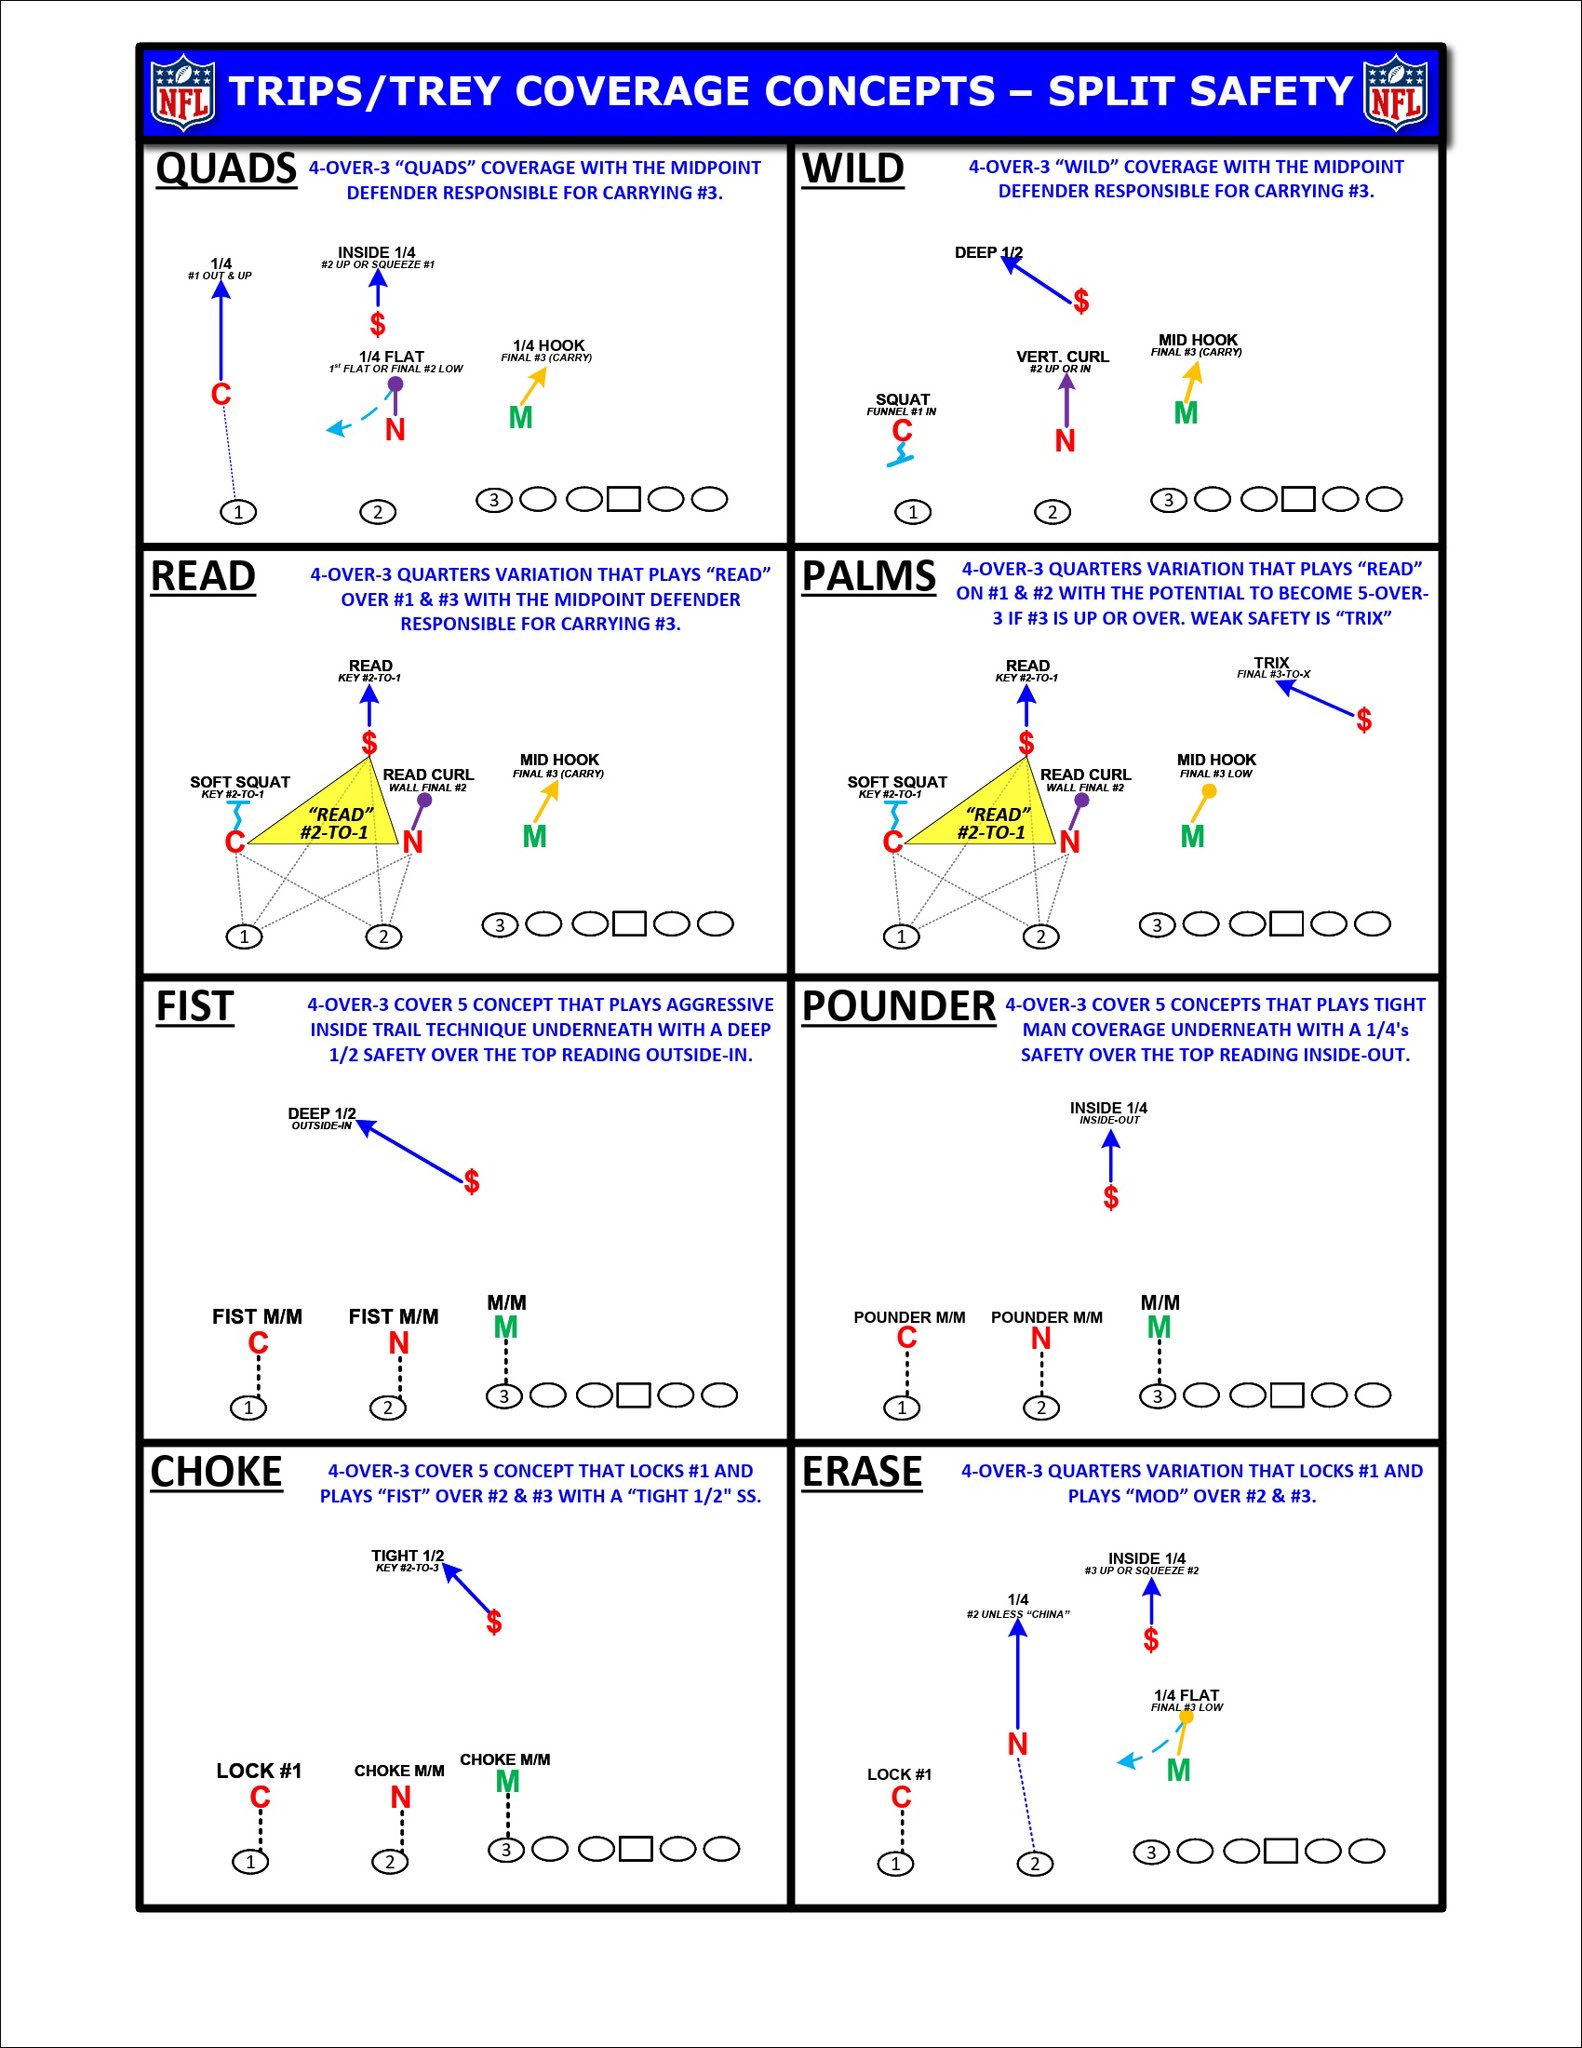 NFL
TRIPS/TREY COVERAGE CONCEPTS – SPLIT SAFETY
NFL
QUADS
4-OVER-3 “QUADS” COVERAGE WITH THE MIDPOINT
DEFENDER RESPONSIBLE FOR CARRYING #3.
INSIDE 1/4
#2 UP OR SQUEEZE #1
1/4
#1 OUT & UP
$
1/4 HOOK
FINAL #3 (CARRY)
1/4 FLAT
1st FLAT OR FINAL #2 LOW
C
M
N
3
1
2
WILD
4-OVER-3 “WILD” COVERAGE WITH THE MIDPOINT
DEFENDER RESPONSIBLE FOR CARRYING #3.
DEEP 1/2
$
MID HOOK
FINAL #3 (CARRY)
VERT. CURL
#2 UP OR IN
SQUAT
FUNNEL #1 IN
M
C
N
3
1
2
READ
4-OVER-3 QUARTERS VARIATION THAT PLAYS “READ”
OVER #1 & #3 WITH THE MIDPOINT DEFENDER
RESPONSIBLE FOR CARRYING #3.
READ
KEY #2-TO-1
$
MID HOOK
FINAL #3 (CARRY)
SOFT SQUAT
KEY #2-TO-1
READ CURL
WALL FINAL #2
“READ”
#2-TO-1
C
N
M
3
1
2
PALMS
4-OVER-3 QUARTERS VARIATION THAT PLAYS “READ”
ON #1 & #2 WITH THE POTENTIAL TO BECOME 5-OVER-
3 IF #3 IS UP OR OVER. WEAK SAFETY IS “TRIX”
READ
KEY #2-TO-1
TRIX
FINAL #3-TO-X
$
$
MID HOOK
FINAL #3 LOW
SOFT SQUAT
KEY #2-TO-1
READ CURL
WALL FINAL #2
“READ”
#2-TO-1
C
N
M
3
1
2
FIST
4-OVER-3 COVER 5 CONCEPT THAT PLAYS AGGRESSIVE
INSIDE TRAIL TECHNIQUE UNDERNEATH WITH A DEEP
1/2 SAFETY OVER THE TOP READING OUTSIDE-IN.
DEEP 1/2
OUTSIDE-IN
$
M/M
FIST M/M
FIST M/M
M
C
N
3
1
2
POUNDER
4-OVER-3 COVER 5 CONCEPTS THAT PLAYS TIGHT
MAN COVERAGE UNDERNEATH WITH A 1/4's
SAFETY OVER THE TOP READING INSIDE-OUT.
INSIDE 1/4
INSIDE-OUT
$
M/M
POUNDER M/M
POUNDER M/M
M
C
N
3
1
2
CHOKE
4-OVER-3 COVER 5 CONCEPT THAT LOCKS #1 AND
PLAYS “FIST” OVER #2 & #3 WITH A “TIGHT 1/2" SS.
TIGHT 1/2
KEY #2-TO-3
$
CHOKE M/M
LOCK #1
CHOKE M/M
M
C
N
3
1
2
ERASE
4-OVER-3 QUARTERS VARIATION THAT LOCKS #1 AND
PLAYS “MOD” OVER #2 & #3.
INSIDE 1/4
#3 UP OR SQUEEZE #2
1/4
#2 UNLESS “CHINA”
$
1/4 FLAT
FINAL #3 LOW
N
M
LOCK #1
C
3
1
2